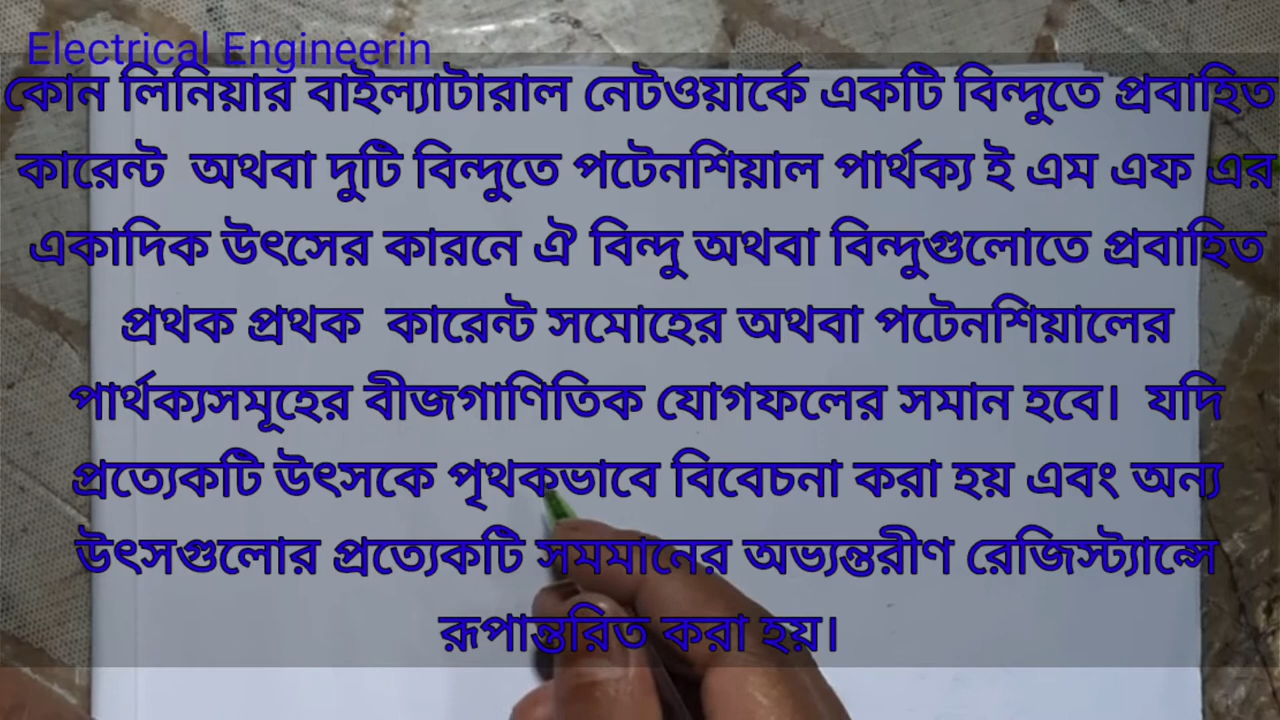 Electrical Engineerin
কোন লিনিয়ার বাইল্যাটারাল নেটওয়ার্কে একটি বিন্দুতে প্রবাহিত
কারেন্ট অথবা দুটি বিন্দুতে পটেনশিয়াল পার্থক্য ই এম এফ এর
একাদিক উৎসের কারনে ঐ বিন্দু অথবা বিন্দুগুলোতে প্রবাহিত
প্রথক প্রথক কারেন্ট সমোহের অথবা পটেনশিয়ালের
পার্থক্যসমূহের বীজগাণিতিক যোগফলের সমান হবে। যদি
প্রত্যেকটি উৎসকে পৃথকভাবে বিবেচনা করা হয় এবং অন্য
উৎসগুলোর প্রত্যেকটি সমমানের অভ্যন্তরীণ রেজিস্ট্যান্সে
রূপান্তরিত করা হয়।